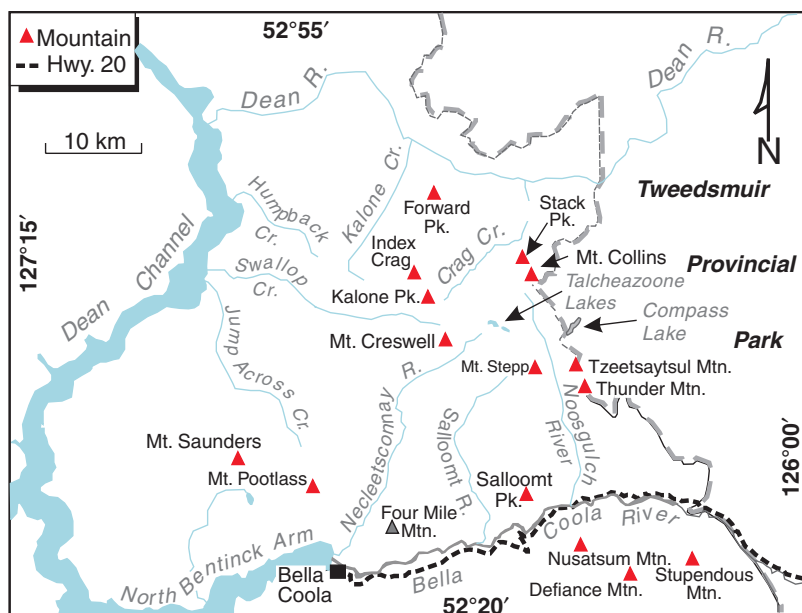 Mountain
Hwy. 20
52°55′
Dean R.
Dean R.
10 km
N
Humpback
Cr.
Kalone Cr.
Forward
Pk.
Stack
Pk.
Tweedsmuir
127°15′
Dean Channel
Index
Crag
Crag Cr.
Mt. Collins
Provincial
Swallop
Cr.
Kalone Pk.
Talcheazoone
Lakes
Compass
Lake
Jump Across Cr.
Mt. Creswell
Park
Mt. Stepp
Tzeetsaytsul Mtn.
Thunder Mtn.
Necleetsconnay R.
Salloomt R.
Noosgulch
River
126°00′
Mt. Saunders
Mt. Pootlass
Salloomt
Pk.
Four Mile
Mtn.
North Bentinck Arm
Bella Coola River
Nusatsum Mtn.
Bella
Coola
Defiance Mtn.
Stupendous
Mtn.
52°20′